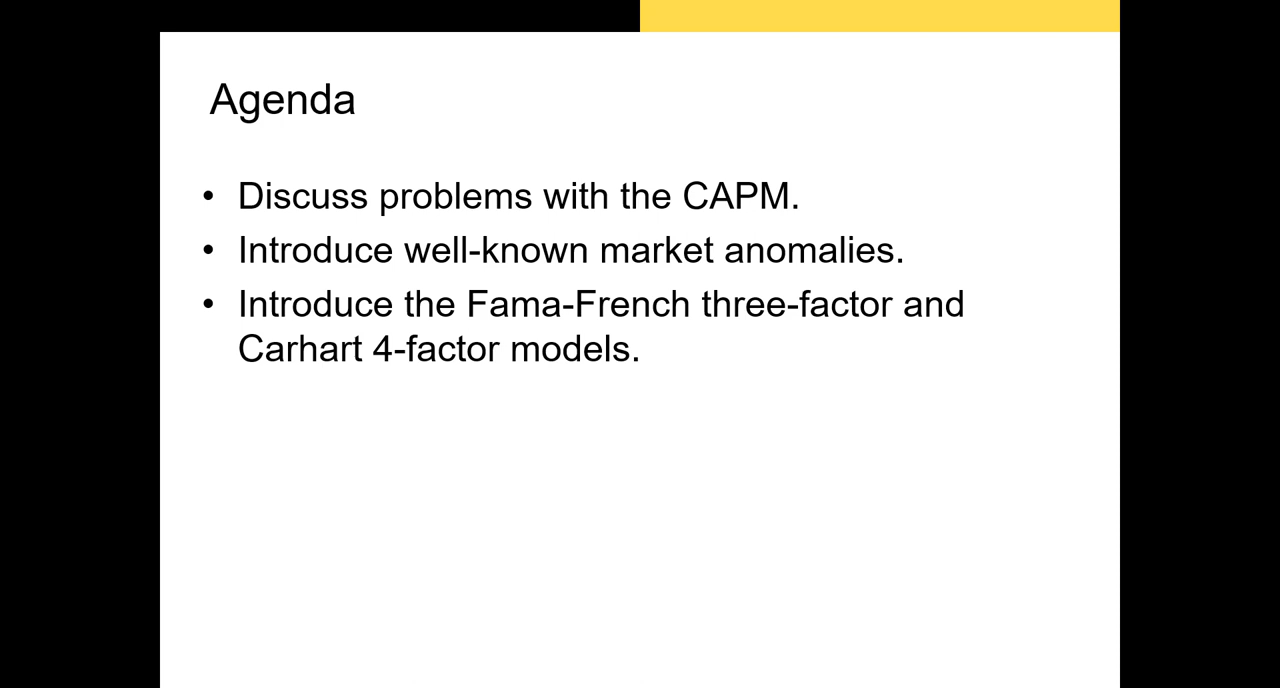 Agenda
• Discuss problems with the CAPM.
• Introduce well-known market anomalies.
• Introduce the Fama-French three-factor and
Carhart 4-factor models.